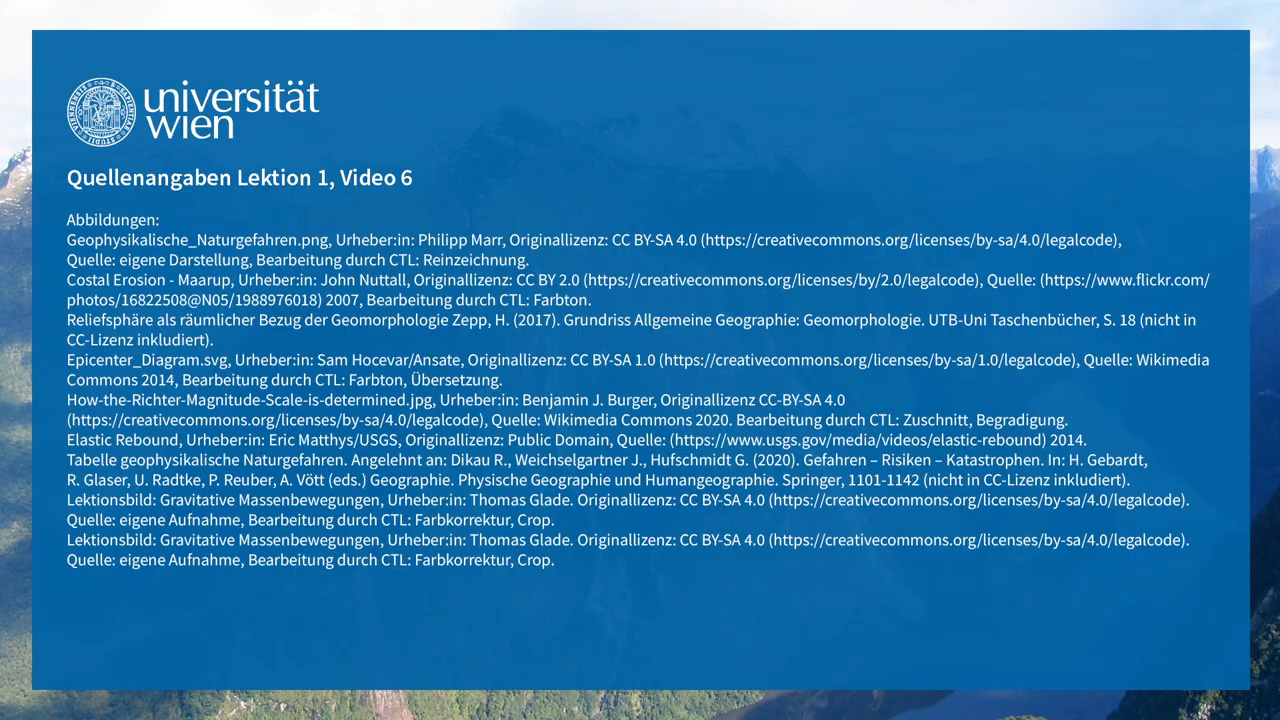 universität
wien
Quellenangaben Lektion 1, Video 6
Abbildungen:
Geophysikalische_Naturgefahren.png, Urheber:in: Philipp Marr, Originallizenz: CC BY-SA 4.0 (https://creativecommons.org/licenses/by-sa/4.0/legalcode),
Quelle: eigene Darstellung, Bearbeitung durch CTL: Reinzeichnung.
Costal Erosion - Maarup, Urheber:in: John Nuttall, Originallizenz: CC BY 2.0 (https://creativecommons.org/licenses/by/2.0/legalcode), Quelle: (https://www.flickr.com/
photos/16822508@N05/1988976018) 2007, Bearbeitung durch CTL: Farbton.
Reliefsphäre als räumlicher Bezug der Geomorphologie Zepp, H. (2017). Grundriss Allgemeine Geographie: Geomorphologie. UTB-Uni Taschenbücher, S. 18 (nicht in
CC-Lizenz inkludiert).
Epicenter_Diagram.svg, Urheber:in: Sam Hocevar/Ansate, Originallizenz: CC BY-SA 1.0 (https://creativecommons.org/licenses/by-sa/1.0/legalcode), Quelle: Wikimedia
Commons 2014, Bearbeitung durch CTL: Farbton, Übersetzung.
How-the-Richter-Magnitude-Scale-is-determined.jpg, Urheber:in: Benjamin J. Burger, Originallizenz CC-BY-SA 4.0
(https://creativecommons.org/licenses/by-sa/4.0/legalcode), Quelle: Wikimedia Commons 2020. Bearbeitung durch CTL: Zuschnitt, Begradigung.
Elastic Rebound, Urheber:in: Eric Matthys/USGS, Originallizenz: Public Domain, Quelle: (https://www.usgs.gov/media/videos/elastic-rebound) 2014.
Tabelle geophysikalische Naturgefahren. Angelehnt an: Dikau R., Weichselgartner J., Hufschmidt G. (2020). Gefahren – Risiken – Katastrophen. In: H. Gebardt,
R. Glaser, U. Radtke, P. Reuber, A. Vött (eds.) Geographie. Physische Geographie und Humangeographie. Springer, 1101-1142 (nicht in CC-Lizenz inkludiert).
Lektionsbild: Gravitative Massenbewegungen, Urheber:in: Thomas Glade. Originallizenz: CC BY-SA 4.0 (https://creativecommons.org/licenses/by-sa/4.0/legalcode).
Quelle: eigene Aufnahme, Bearbeitung durch CTL: Farbkorrektur, Crop.
Lektionsbild: Gravitative Massenbewegungen, Urheber:in: Thomas Glade. Originallizenz: CC BY-SA 4.0 (https://creativecommons.org/licenses/by-sa/4.0/legalcode).
Quelle: eigene Aufnahme, Bearbeitung durch CTL: Farbkorrektur, Crop.